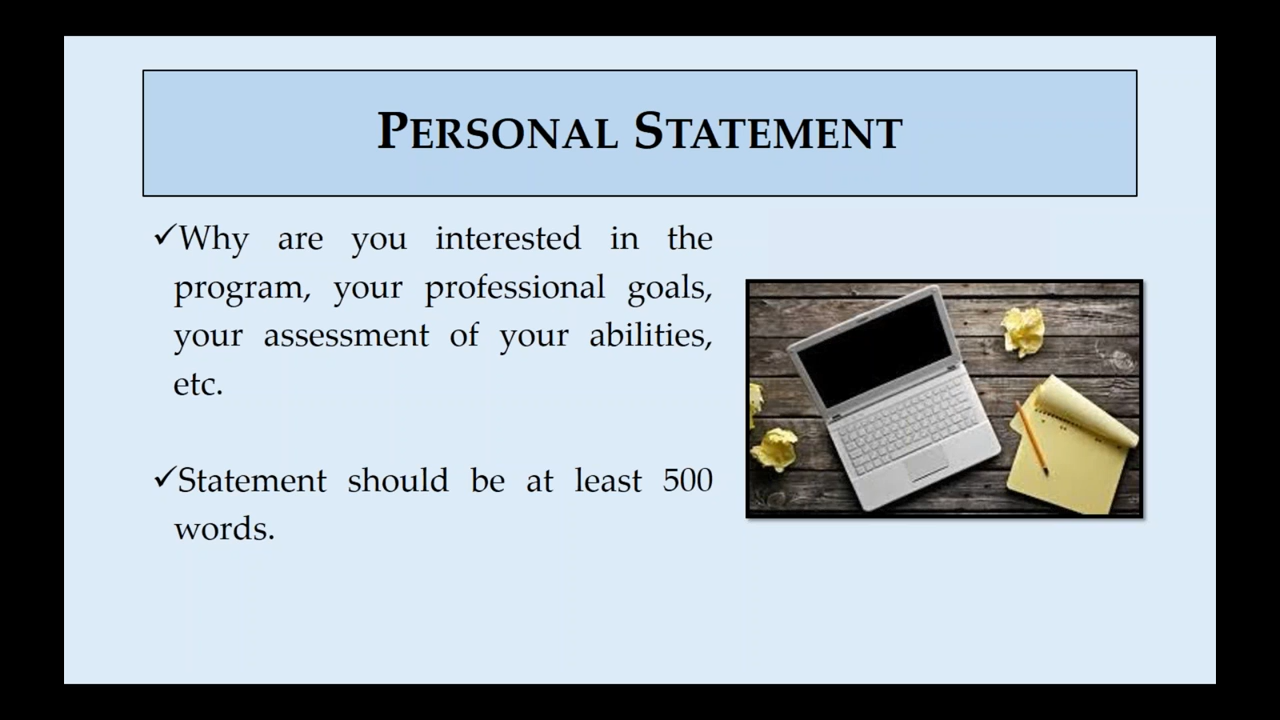 PERSONAL STATEMENT
✓Why are you interested in the
program, your professional goals,
your assessment of your abilities,
etc.
✓Statement should be at least 500
words.